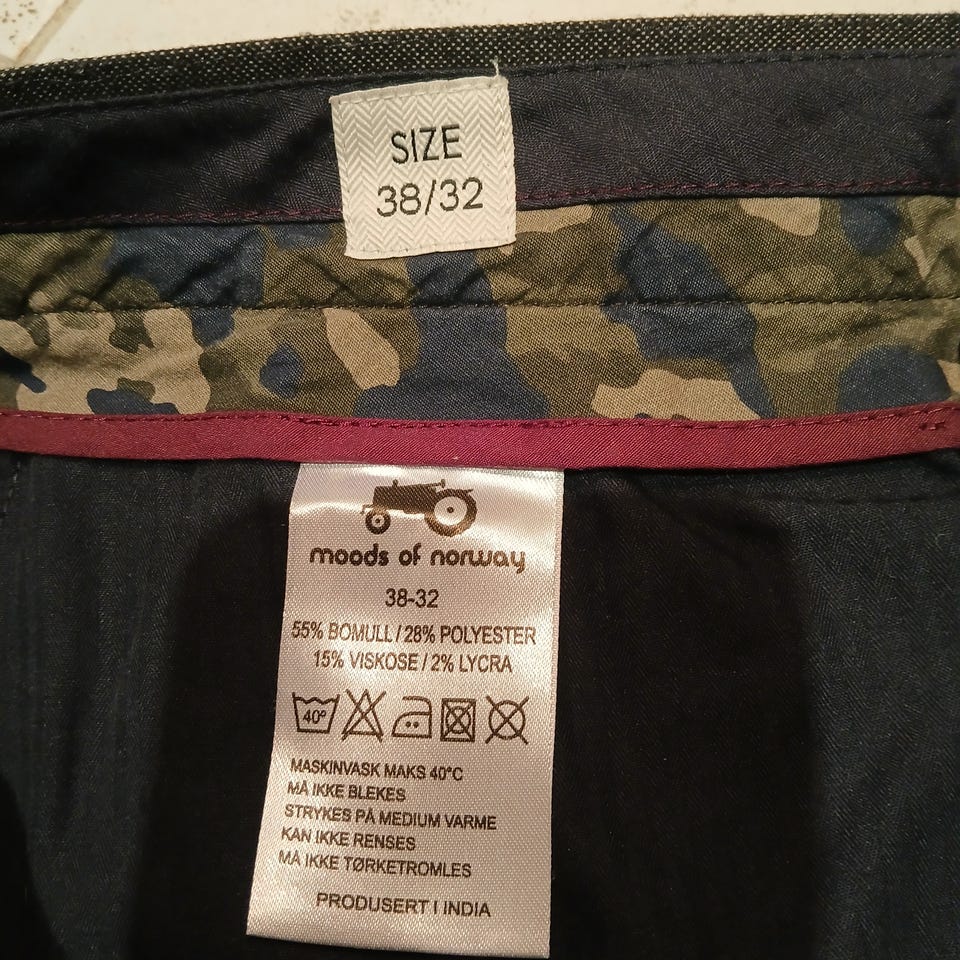 SIZE
38/32
moods of norway
38-32
55% BOMULL / 28% POLYESTER
15% VISKOSE / 2% LYCRA
40°
MASKINVASK MAKS 40°C
MÅ IKKE BLEKES
STRYKES PÅ MEDIUM VARME
KAN IKKE RENSES
MÅ IKKE TØRKETROMLES
PRODUSERT I INDIA